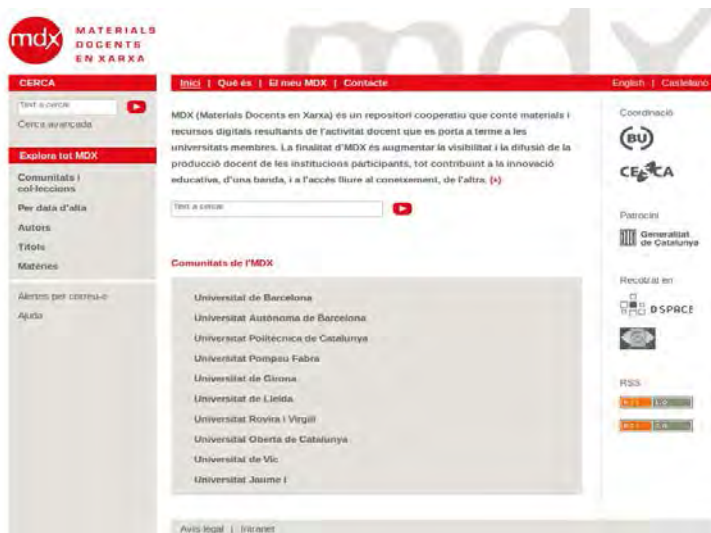 mdx
MATERIALS
DOCENTS
EN XARXA
mdx
CERCA
Inici | Què és | El meu MDX | Contacte
English | Castellano
Text a cercar
Cerca avançada
Explora tot MDX
Comunitats i
col·leccions
Per data d'alta
Autors
Títols
Matèries
Alertes per correu-e
Ajuda
MDX (Materials Docents en Xarxa) és un repositori cooperatiu que conté materials i
recursos digitals resultants de l'activitat docent que es porta a terme a les
universitats membres. La finalitat d'MDX és augmentar la visibilitat i la difusió de la
producció docent de les institucions participants, tot contribuint a la innovació
educativa, d'una banda, i a l'accés lliure al coneixement, de l'altra. (+)
Text a cercar
Comunitats de l'MDX
Universitat de Barcelona
Universitat Autònoma de Barcelona
Universitat Politècnica de Catalunya
Universitat Pompeu Fabra
Universitat de Girona
Universitat de Lleida
Universitat Rovira i Virgili
Universitat Oberta de Catalunya
Universitat de Vic
Universitat Jaume I
Coordinació
BU
CESCA
Patrocini
Generalitat
de Catalunya
Recolzat en
DSPACE
RSS
Avís legal | Intranet